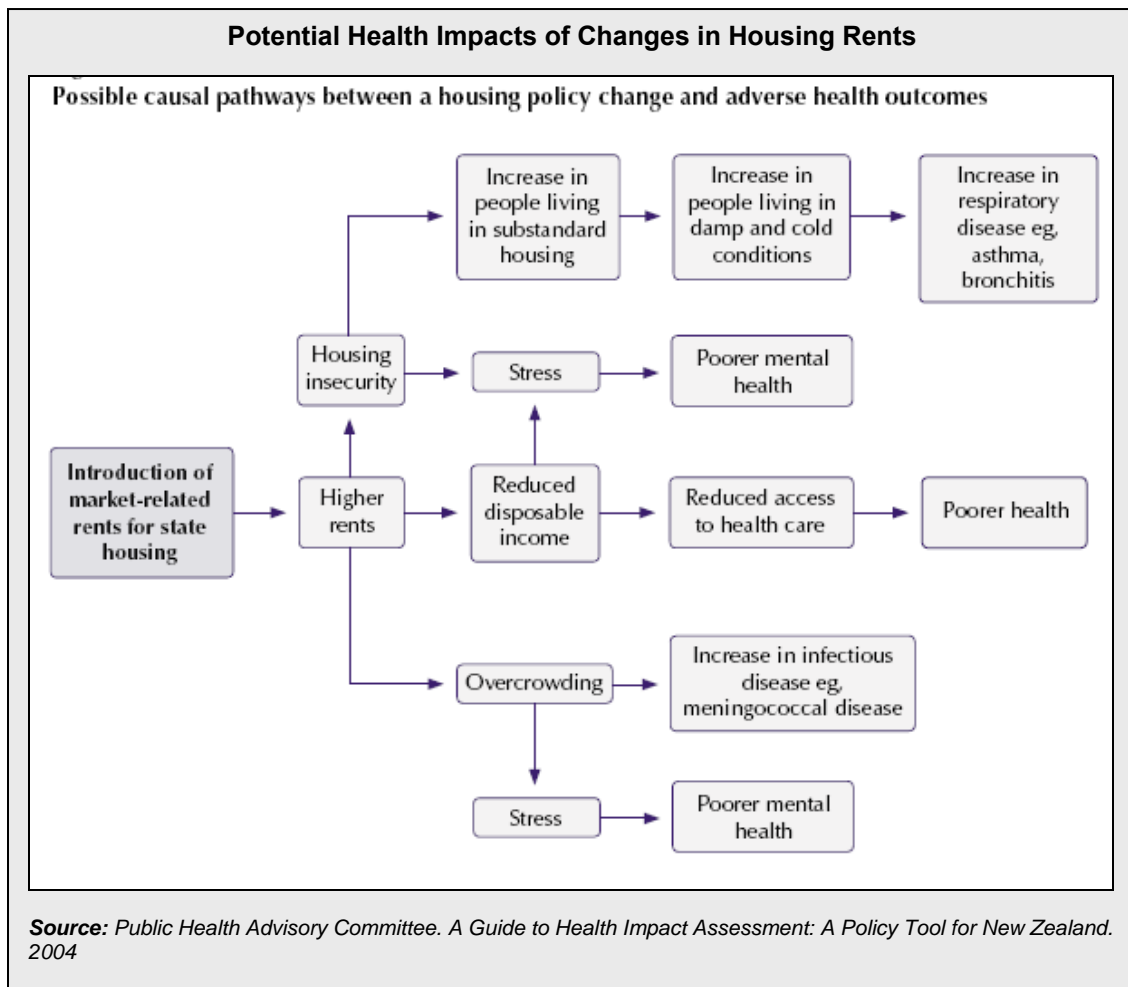 Potential Health Impacts of Changes in Housing Rents
Possible causal pathways between a housing policy change and adverse health outcomes
Increase in
people living
in substandard
housing
Increase in
people living in
damp and cold
conditions
Increase in
respiratory
disease eg,
asthma,
bronchitis
Housing
insecurity
Stress
Poorer mental
health
Introduction of
market-related
rents for state
housing
Higher
rents
Reduced
disposable
income
Reduced access
to health care
Poorer health
Overcrowding
Increase in infectious
disease eg,
meningococcal disease
Stress
Poorer mental
health
Source: Public Health Advisory Committee. A Guide to Health Impact Assessment: A Policy Tool for New Zealand.
2004